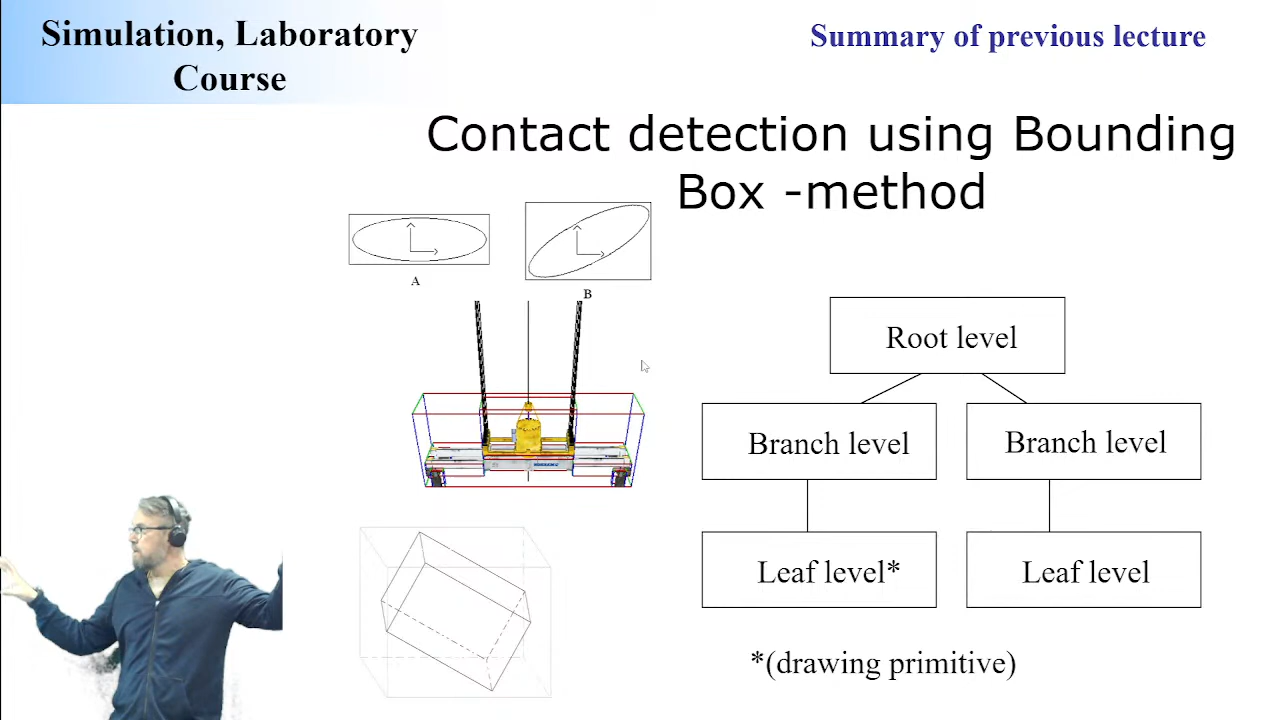 Simulation, Laboratory
Course
Summary of previous lecture
Contact detection using Bounding
Box -method
A
B
Root level
Branch level
Branch level
Leaf level*
Leaf level
*(drawing primitive)